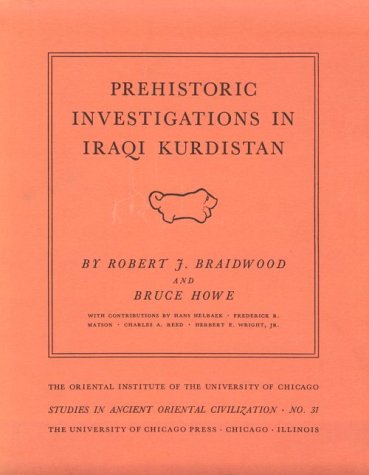 PREHISTORIC
INVESTIGATIONS IN
IRAQI KURDISTAN
BY ROBERT J. BRAIDWOOD
AND
BRUCE HOWE
WITH CONTRIBUTIONS BY HANS HELBAEK · FREDERICK R.
MATSON · CHARLES A. REED · HERBERT E. WRIGHT, JR.
THE ORIENTAL INSTITUTE OF THE UNIVERSITY OF CHICAGO
STUDIES IN ANCIENT ORIENTAL CIVILIZATION · NO. 31
THE UNIVERSITY OF CHICAGO PRESS · CHICAGO · ILLINOIS